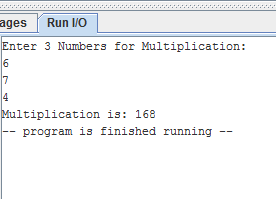 ages Run I/O
Enter 3 Numbers for Multiplication:
6
7
4
Multiplication is: 168
-- program is finished running --